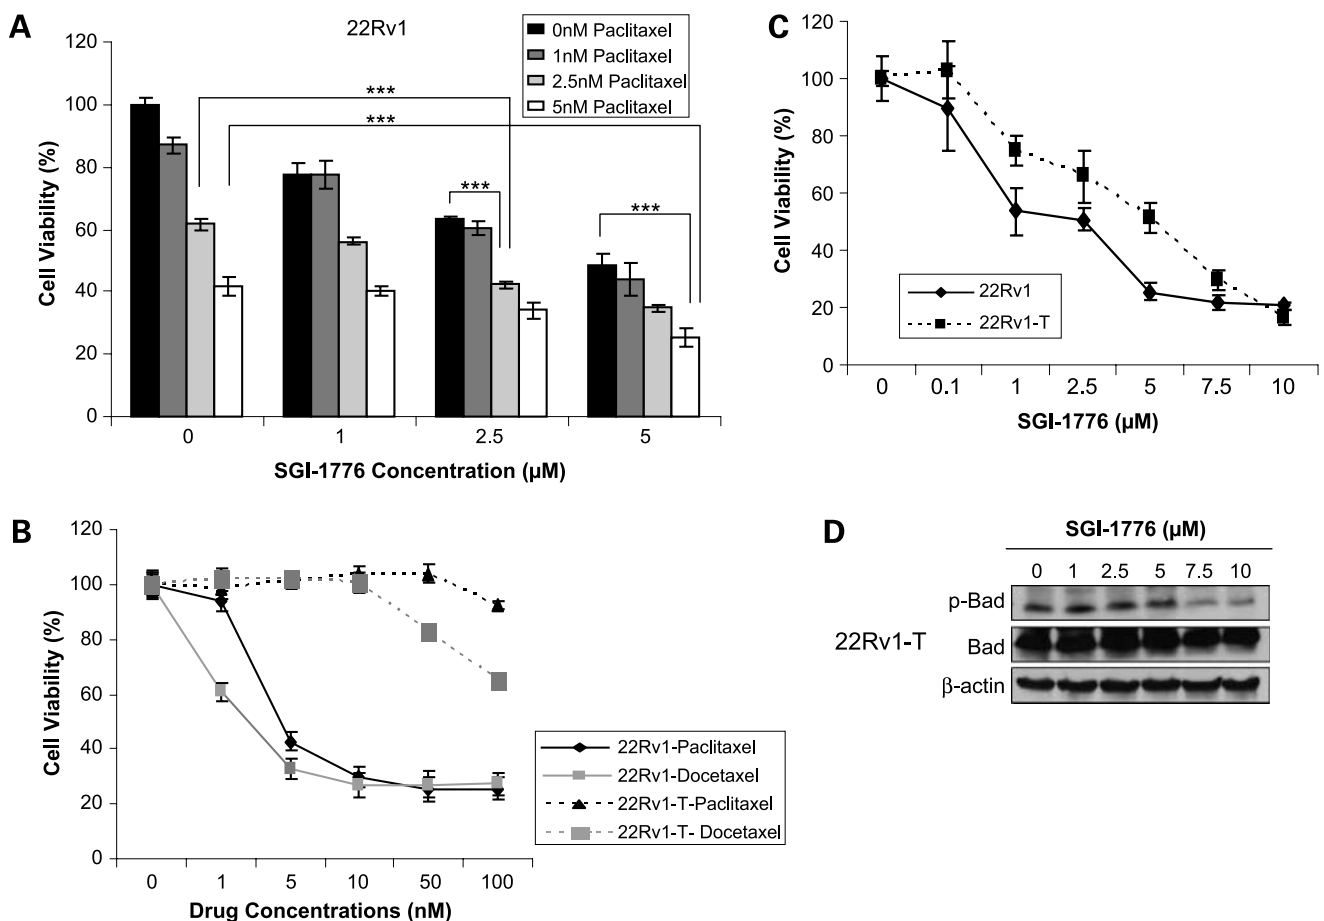 A
22Rv1
0nM Paclitaxel
1nM Paclitaxel
2.5nM Paclitaxel
5nM Paclitaxel
***
***
***
***
Cell Viability (%)
120
100
80
60
40
20
0
0 1 2.5 5
SGI-1776 Concentration (µM)
C
Cell Viability (%)
120
100
80
60
40
20
0
22Rv1
22Rv1-T
0 0.1 1 2.5 5 7.5 10
SGI-1776 (µM)
B
Cell Viability (%)
120
100
80
60
40
20
0
22Rv1-Paclitaxel
22Rv1-Docetaxel
22Rv1-T-Paclitaxel
22Rv1-T- Docetaxel
0 1 5 10 50 100
Drug Concentrations (nM)
D
SGI-1776 (µM)
0 1 2.5 5 7.5 10
p-Bad
22Rv1-T
Bad
β-actin